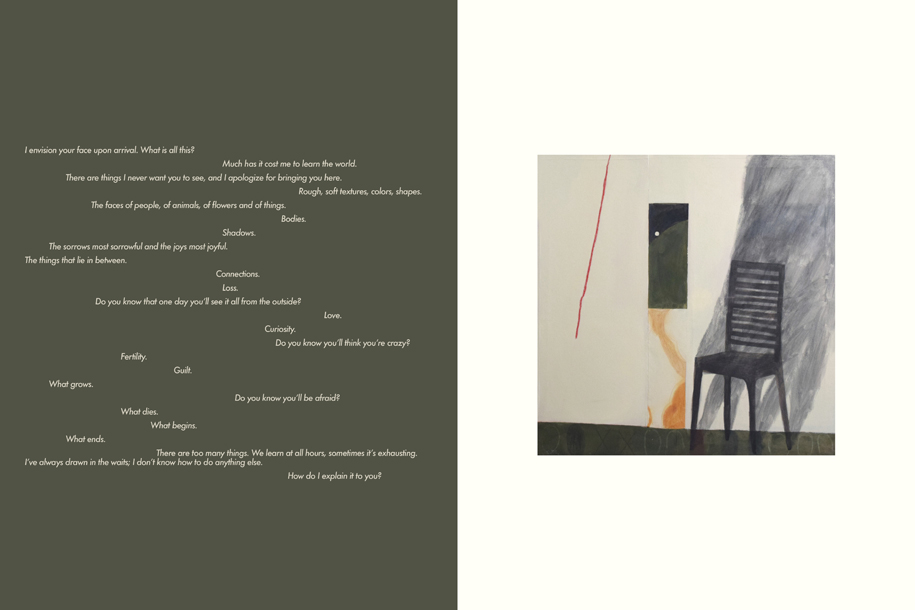 I envision your face upon arrival. What is all this?
Much has it cost me to learn the world.
There are things I never want you to see, and I apologize for bringing you here.
Rough, soft textures, colors, shapes.
The faces of people, of animals, of flowers and of things.
Bodies.
Shadows.
The sorrows most sorrowful and the joys most joyful.
The things that lie in between.
Connections.
Loss.
Do you know that one day you'll see it all from the outside?
Love.
Curiosity.
Do you know you'll think you're crazy?
Fertility.
Guilt.
What grows.
Do you know you'll be afraid?
What dies.
What begins.
What ends.
There are too many things. We learn at all hours, sometimes it's exhausting.
I've always drawn in the waits; I don't know how to do anything else.
How do I explain it to you?